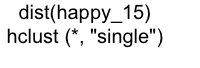 dist(happy_15)
hclust (*, "single")